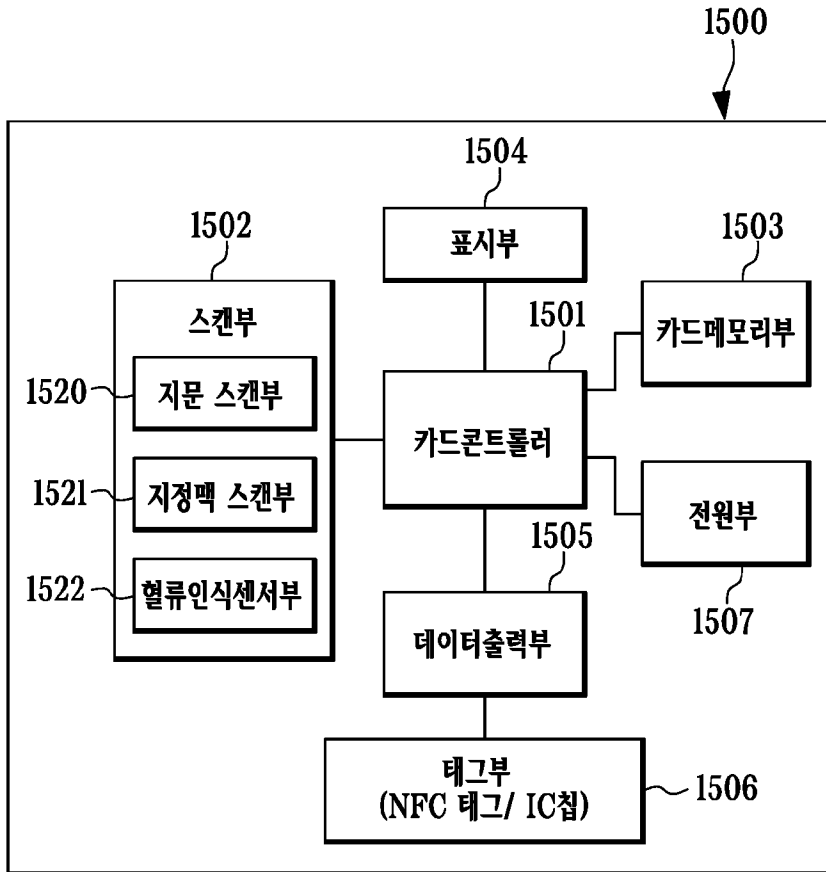 1500
1504
표시부
1502
스캔부
1503
카드메모리부
1501
카드콘트롤러
1520
지문 스캔부
1521
지정맥 스캔부
1522
혈류인식센서부
전원부
1507
1505
데이터출력부
태그부
(NFC 태그/ IC칩)
1506